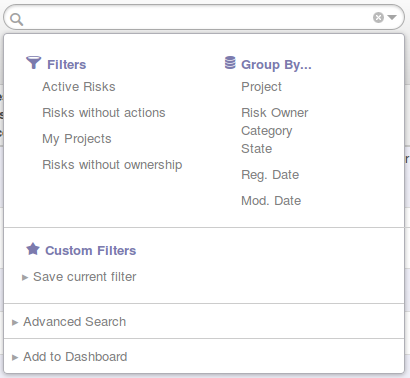 Filters
Active Risks
Risks without actions
My Projects
Risks without ownership
Group By...
Project
Risk Owner
Category
State
Reg. Date
Mod. Date
Custom Filters
Save current filter
Advanced Search
Add to Dashboard